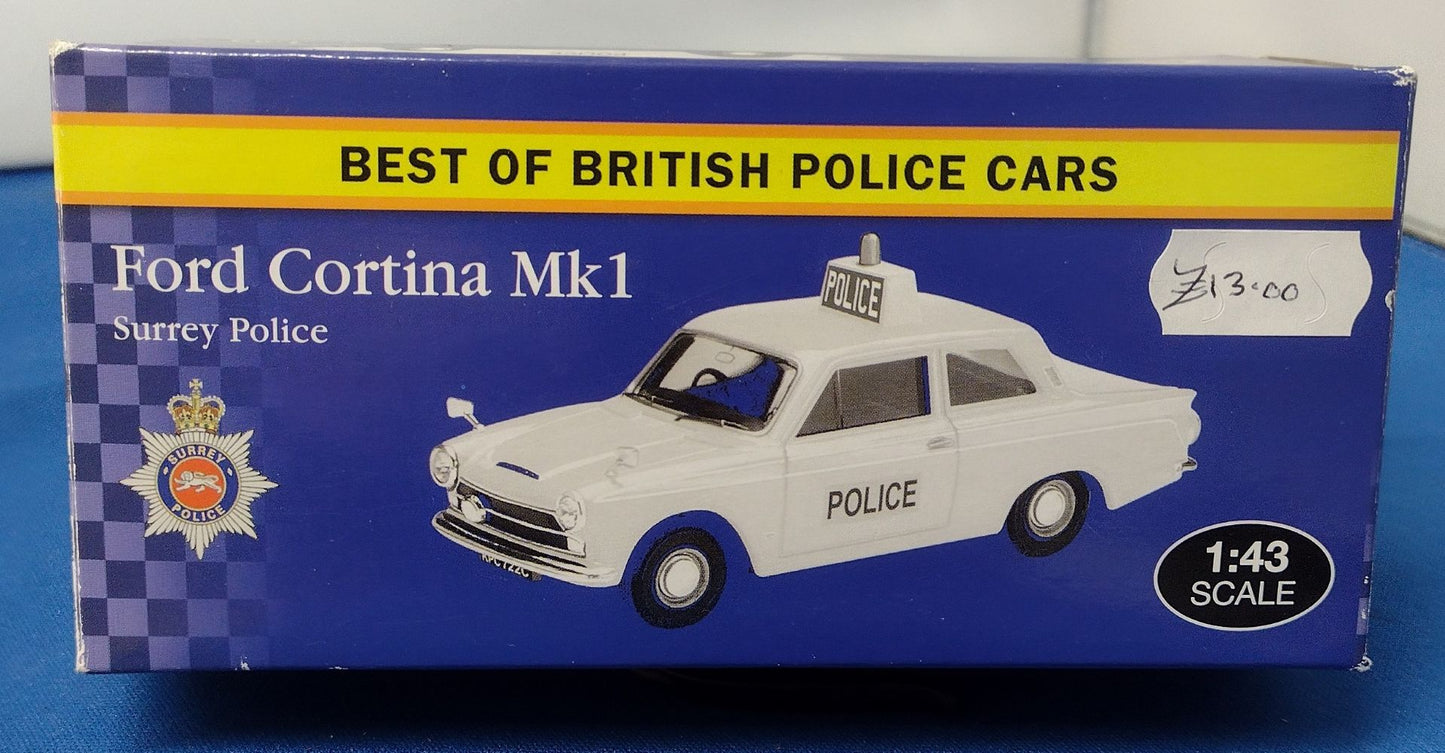 BEST OF BRITISH POLICE CARS
Ford Cortina Mk1
Surrey Police
£13.00
POLICE
POLICE
SURREY
POLICE
1:43
SCALE